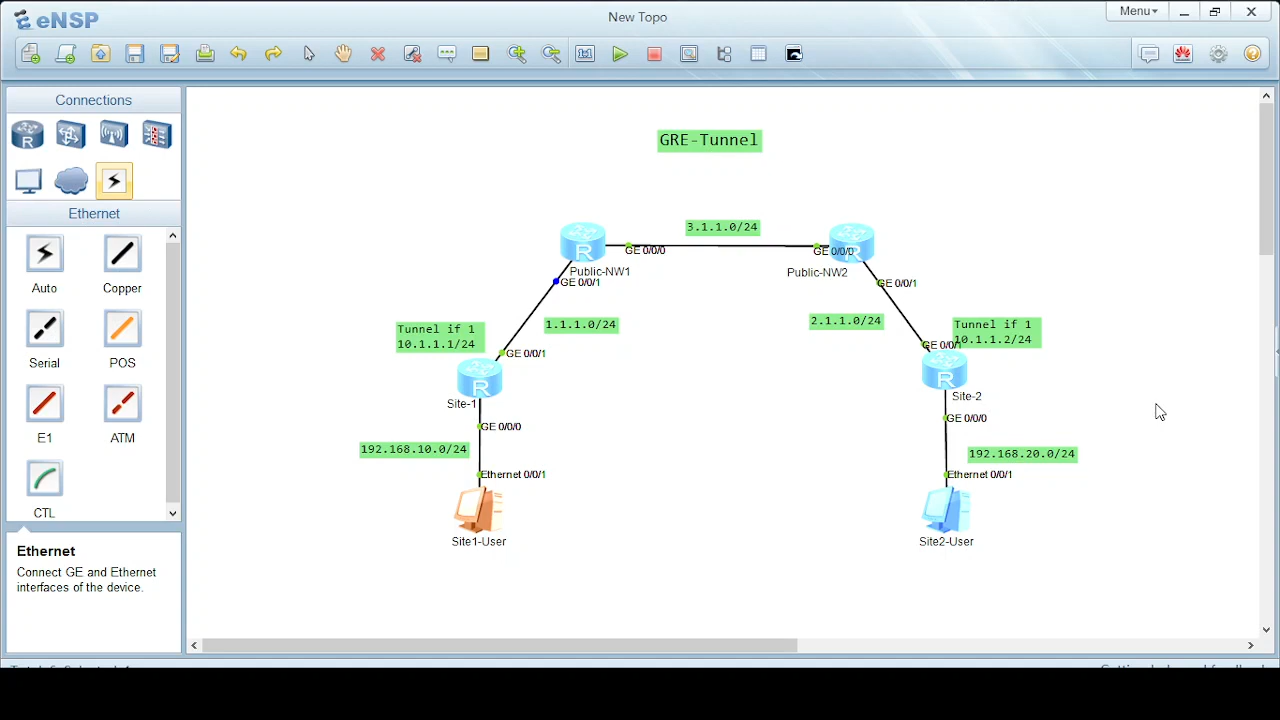 eNSP
New Topo
Menu
Connections
Ethernet
Auto
Copper
Serial
POS
E1
ATM
CTL
Ethernet
Connect GE and Ethernet
interfaces of the device.
GRE-Tunnel
3.1.1.0/24
GE 0/0/0
GE 0/0/0
Public-NW1
Public-NW2
GE 0/0/1
GE 0/0/1
1.1.1.0/24
2.1.1.0/24
Tunnel if 1
10.1.1.1/24
Tunnel if 1
10.1.1.2/24
GE 0/0/1
GE 0/0/1
Site-1
Site-2
GE 0/0/0
GE 0/0/0
192.168.10.0/24
192.168.20.0/24
Ethernet 0/0/1
Ethernet 0/0/1
Site1-User
Site2-User